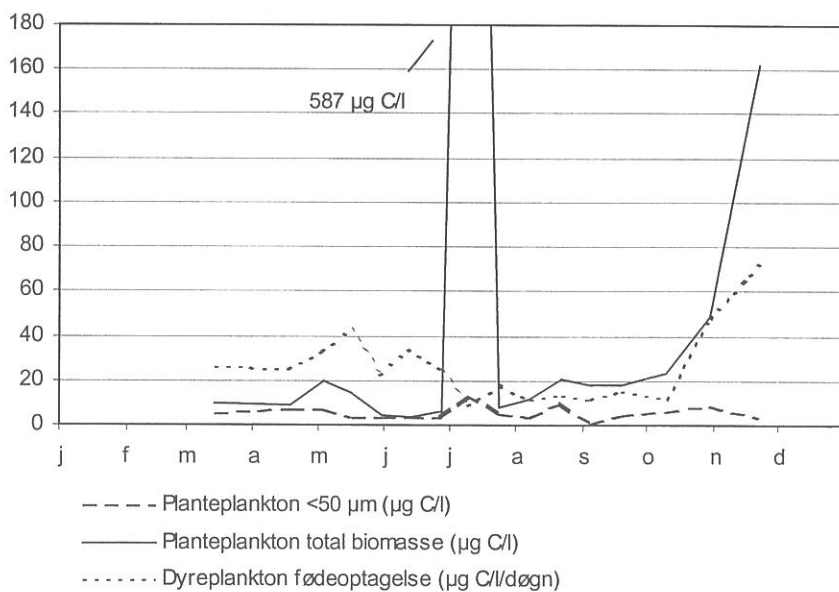 180
160
140
120
100
80
60
40
20
0
587 µg C/l
j f m a m j j a s o n d
Planteplankton <50 µm (µg C/l)
Planteplankton total biomasse (µg C/l)
Dyreplankton fødeoptagelse (µg C/l/døgn)